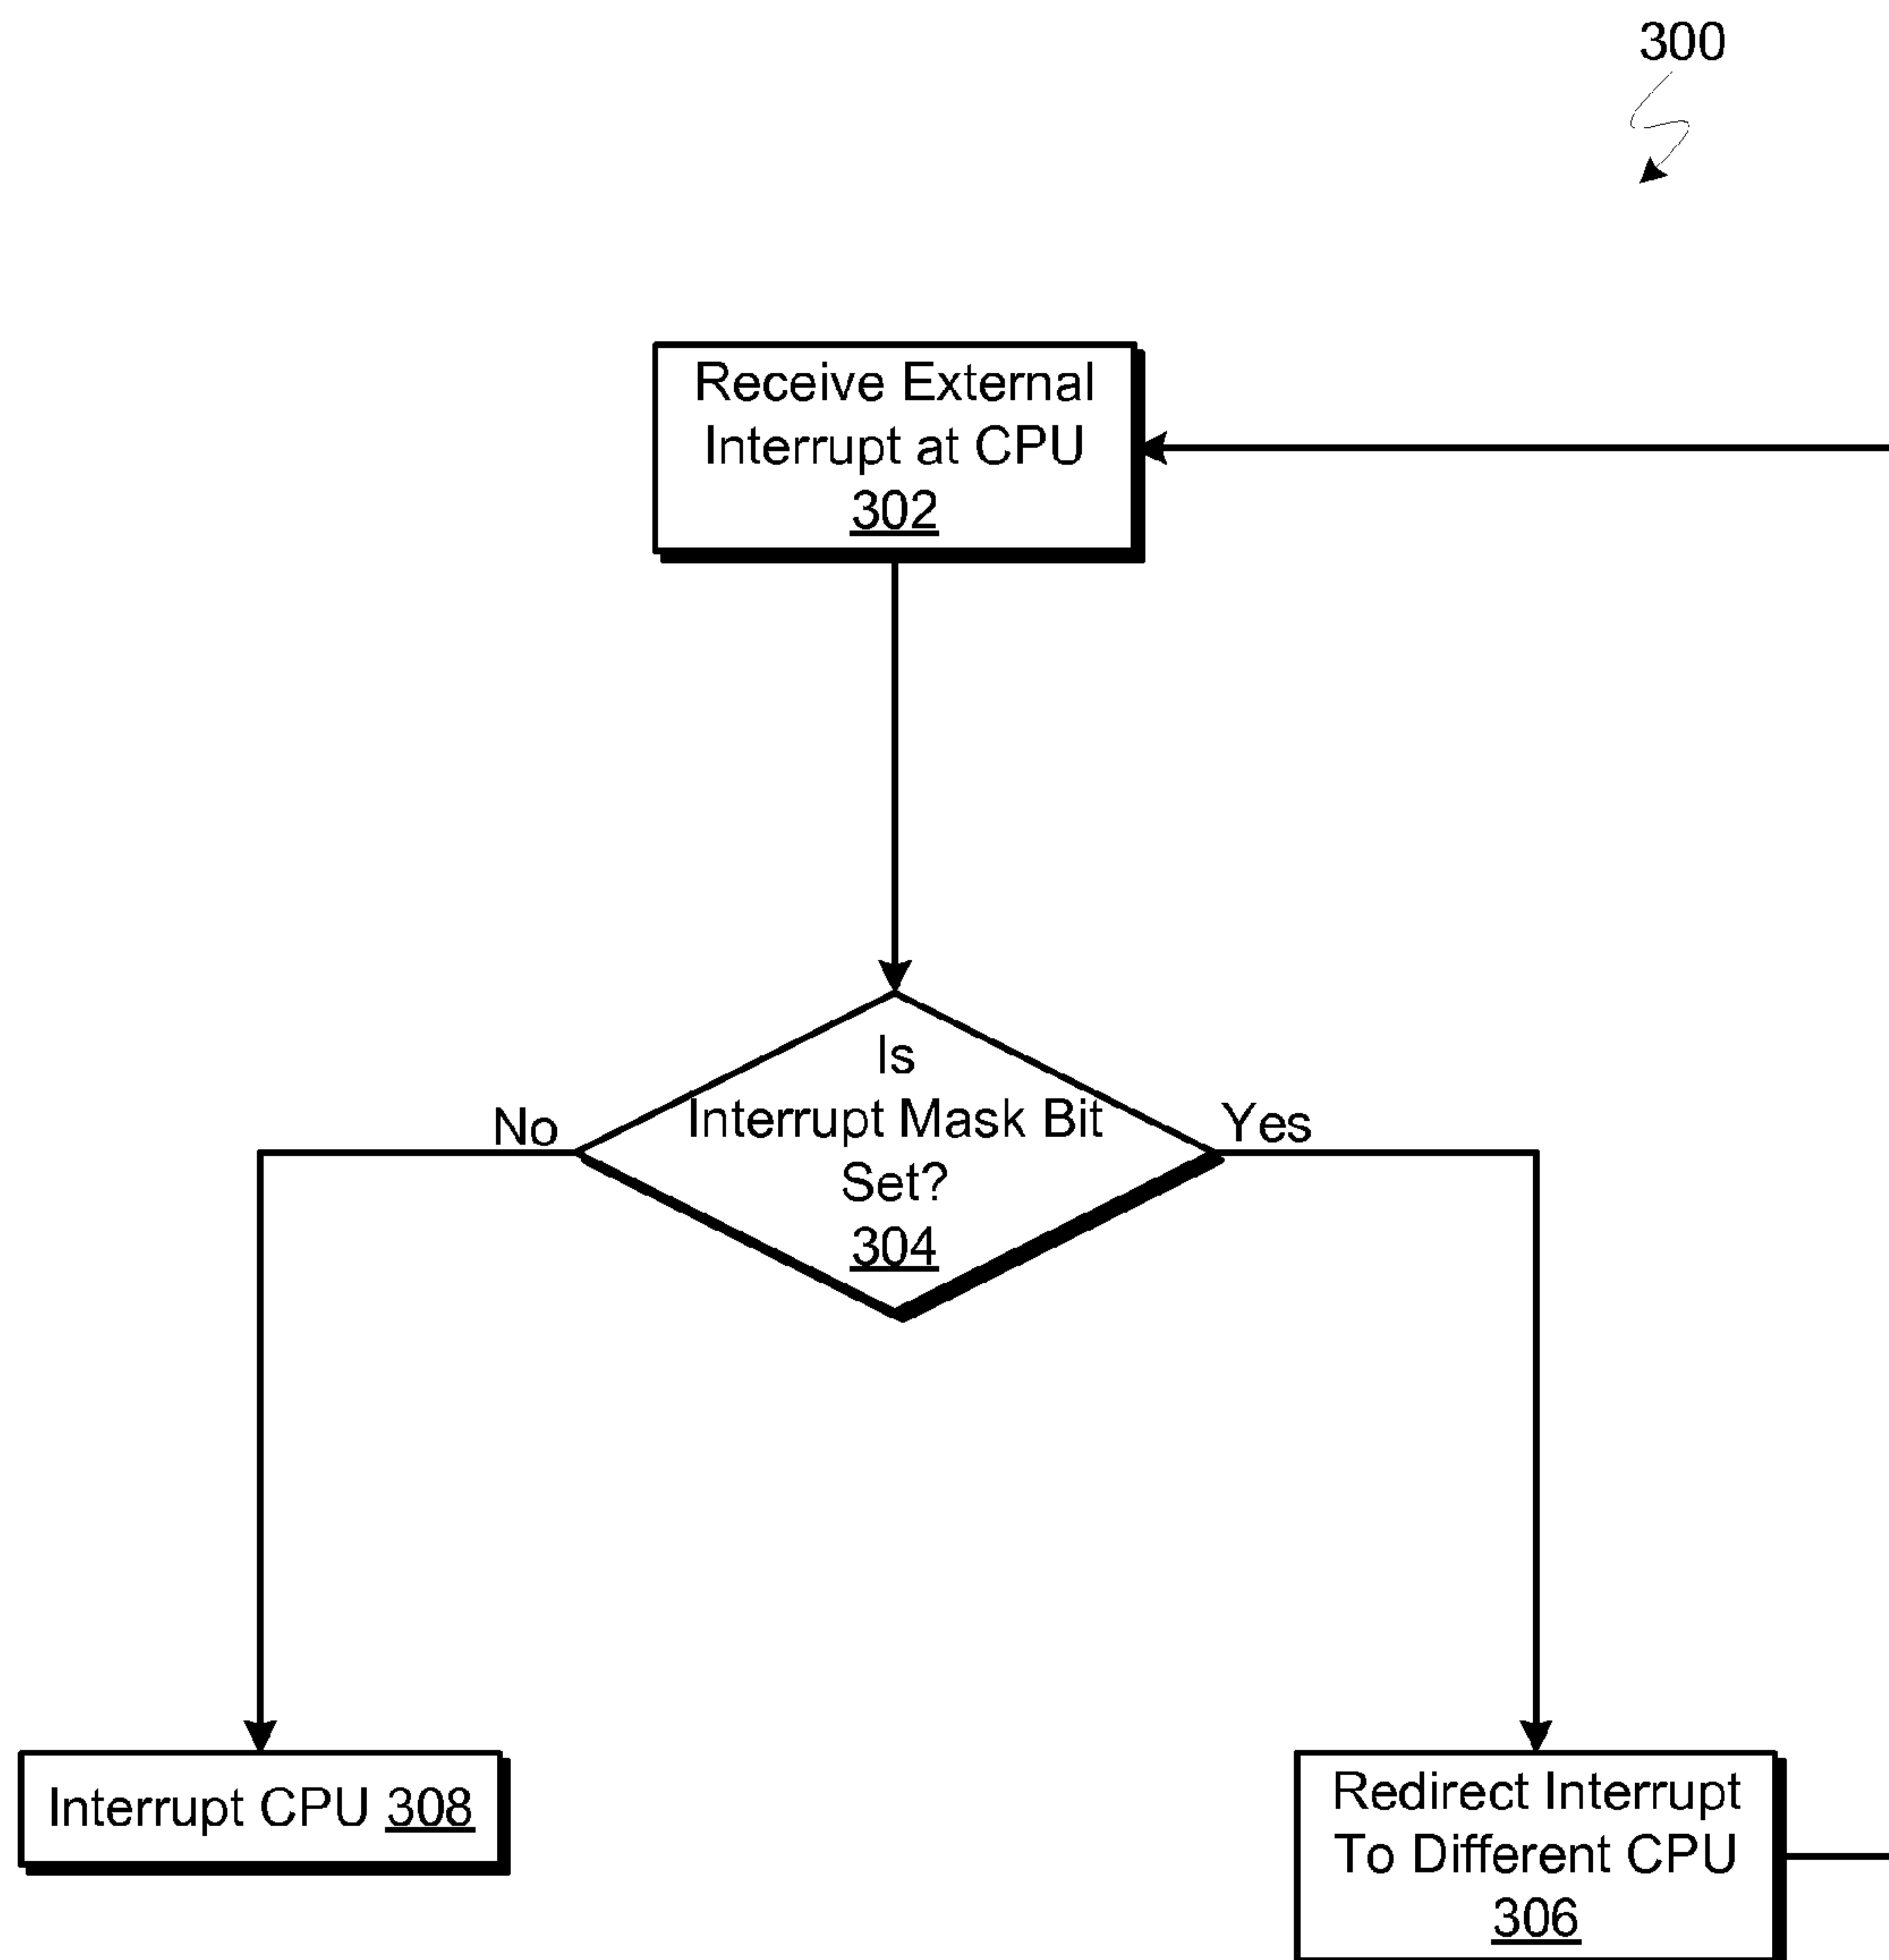 300
Receive External
Interrupt at CPU
302
Is
Interrupt Mask Bit
Set?
304
No
Yes
Interrupt CPU 308
Redirect Interrupt
To Different CPU
306